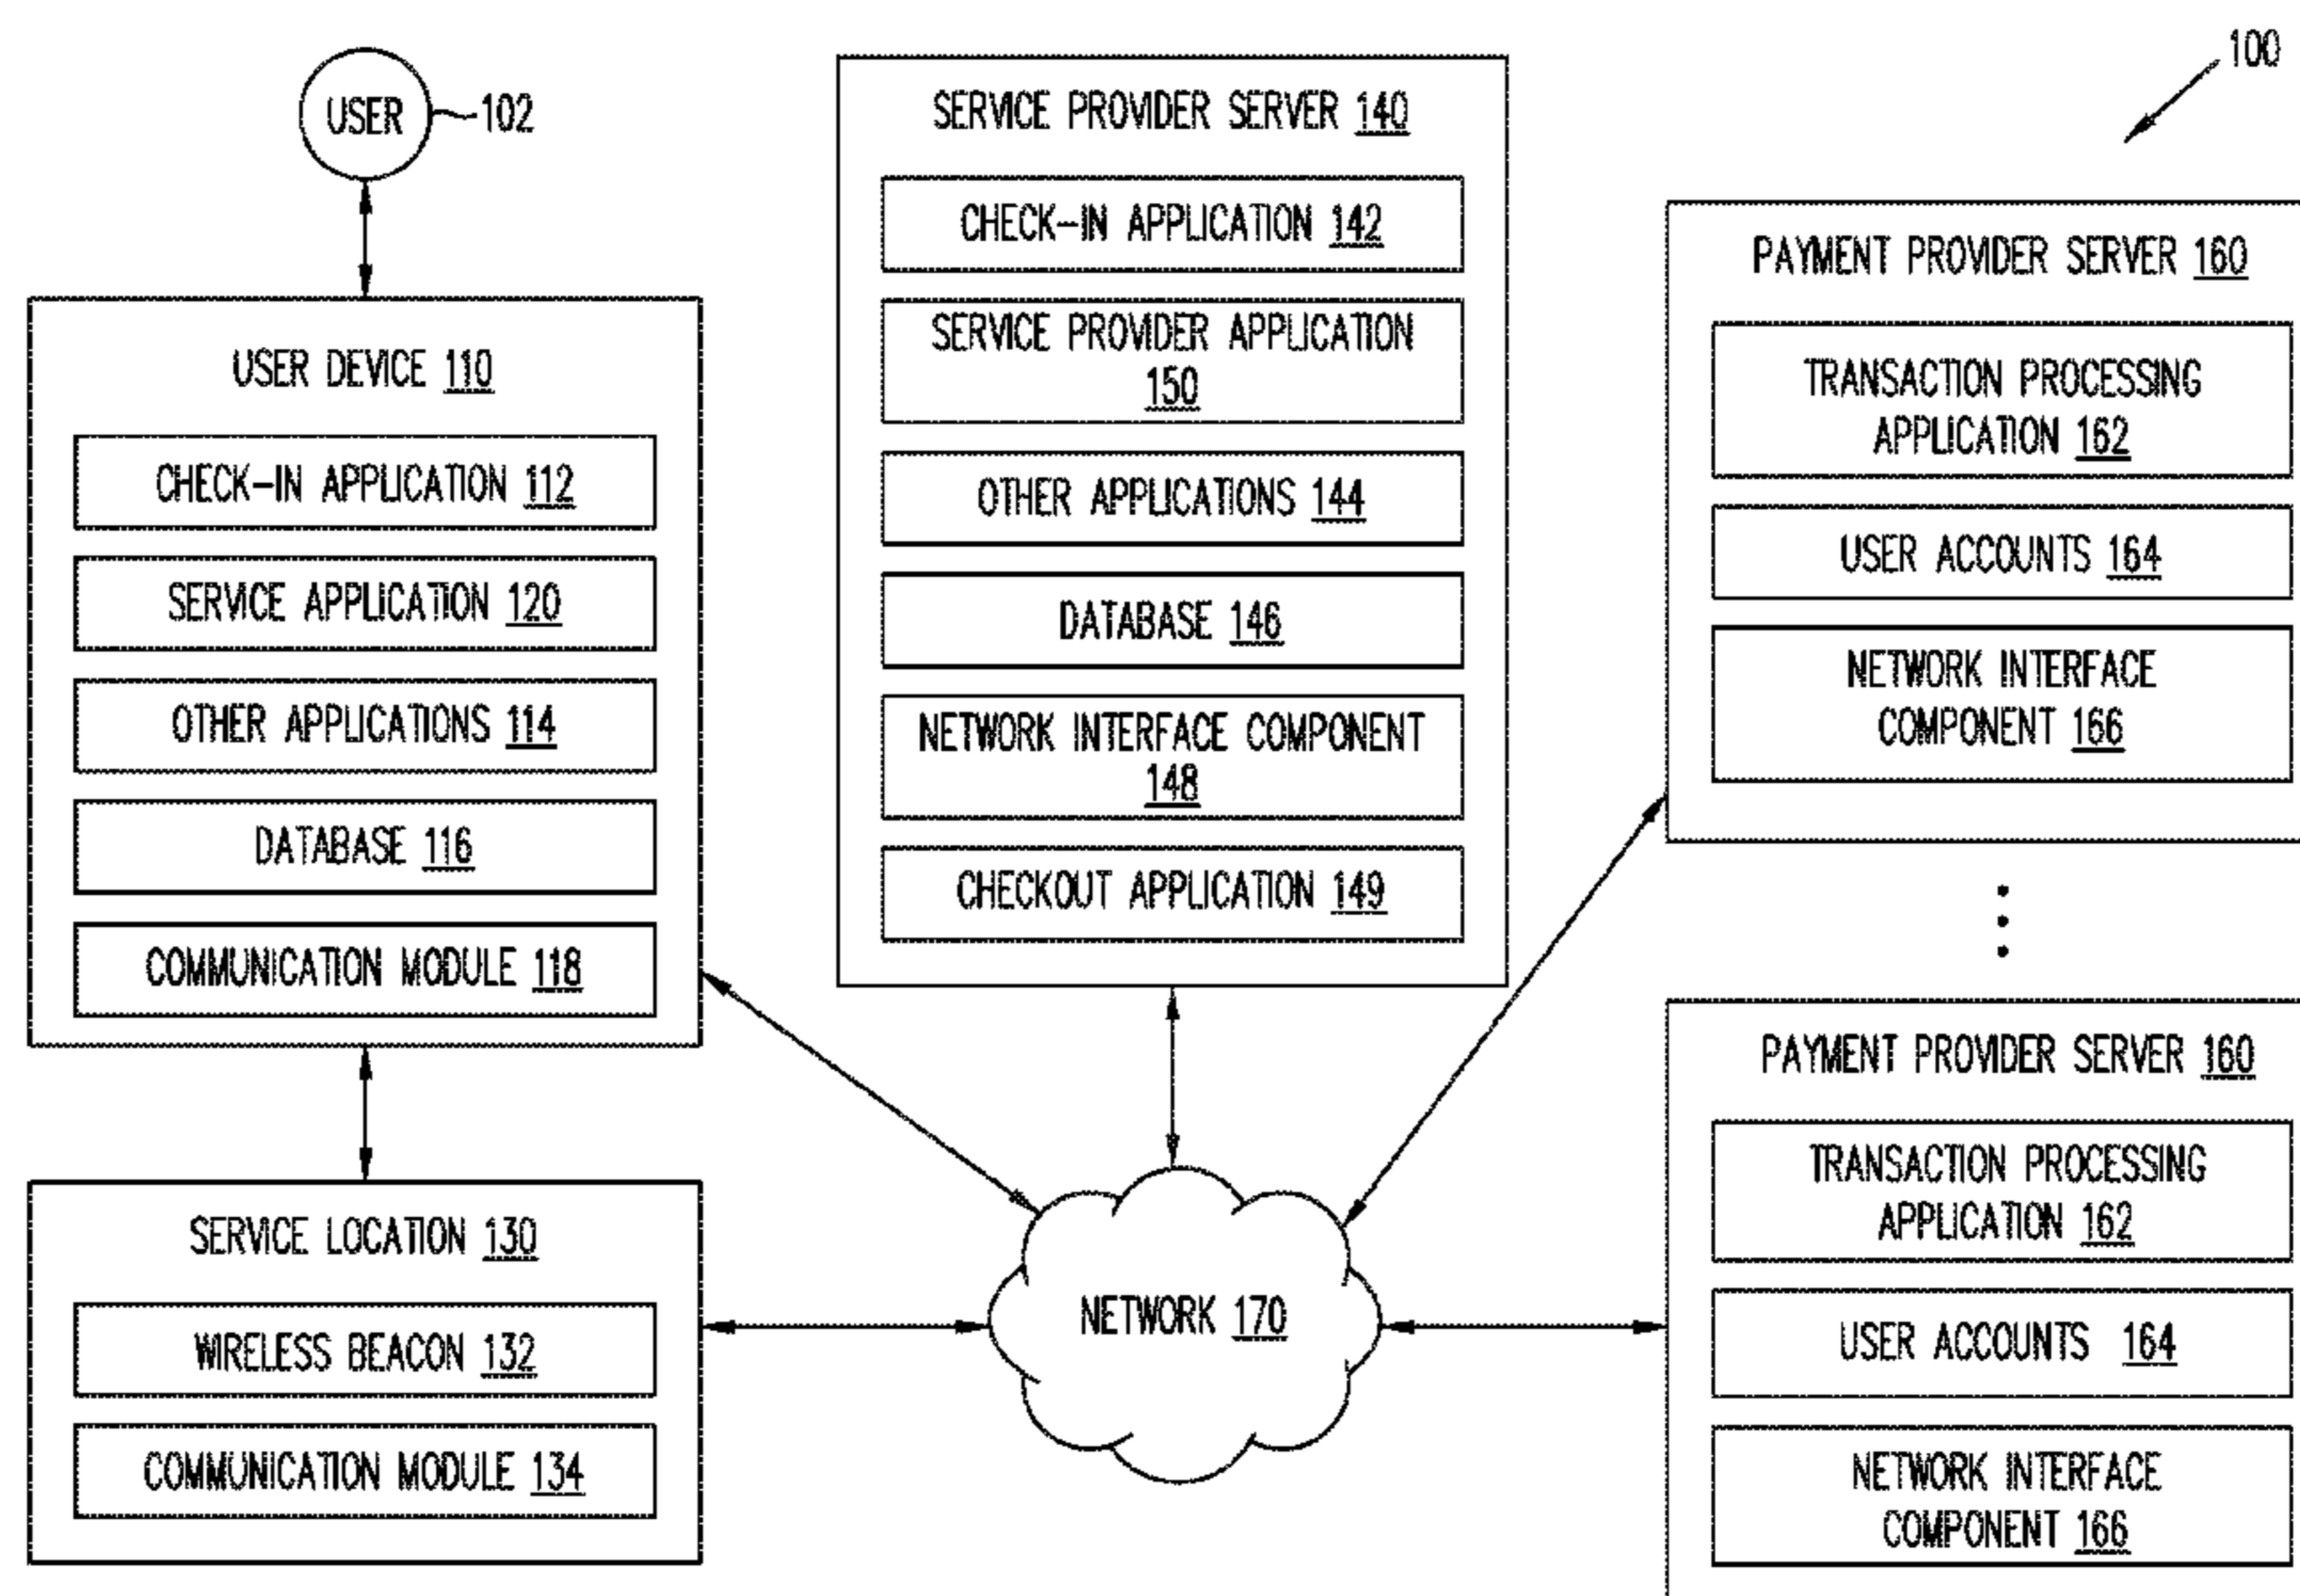 100
USER
102
SERVICE PROVIDER SERVER 140
CHECK-IN APPLICATION 142
SERVICE PROVIDER APPLICATION
150
OTHER APPLICATIONS 144
DATABASE 146
NETWORK INTERFACE COMPONENT
148
CHECKOUT APPLICATION 149
USER DEVICE 110
CHECK-IN APPLICATION 112
SERVICE APPLICATION 120
OTHER APPLICATIONS 114
DATABASE 116
COMMUNICATION MODULE 118
SERVICE LOCATION 130
WIRELESS BEACON 132
COMMUNICATION MODULE 134
NETWORK 170
PAYMENT PROVIDER SERVER 160
TRANSACTION PROCESSING
APPLICATION 162
USER ACCOUNTS 164
NETWORK INTERFACE
COMPONENT 166
PAYMENT PROVIDER SERVER 160
TRANSACTION PROCESSING
APPLICATION 162
USER ACCOUNTS 164
NETWORK INTERFACE
COMPONENT 166